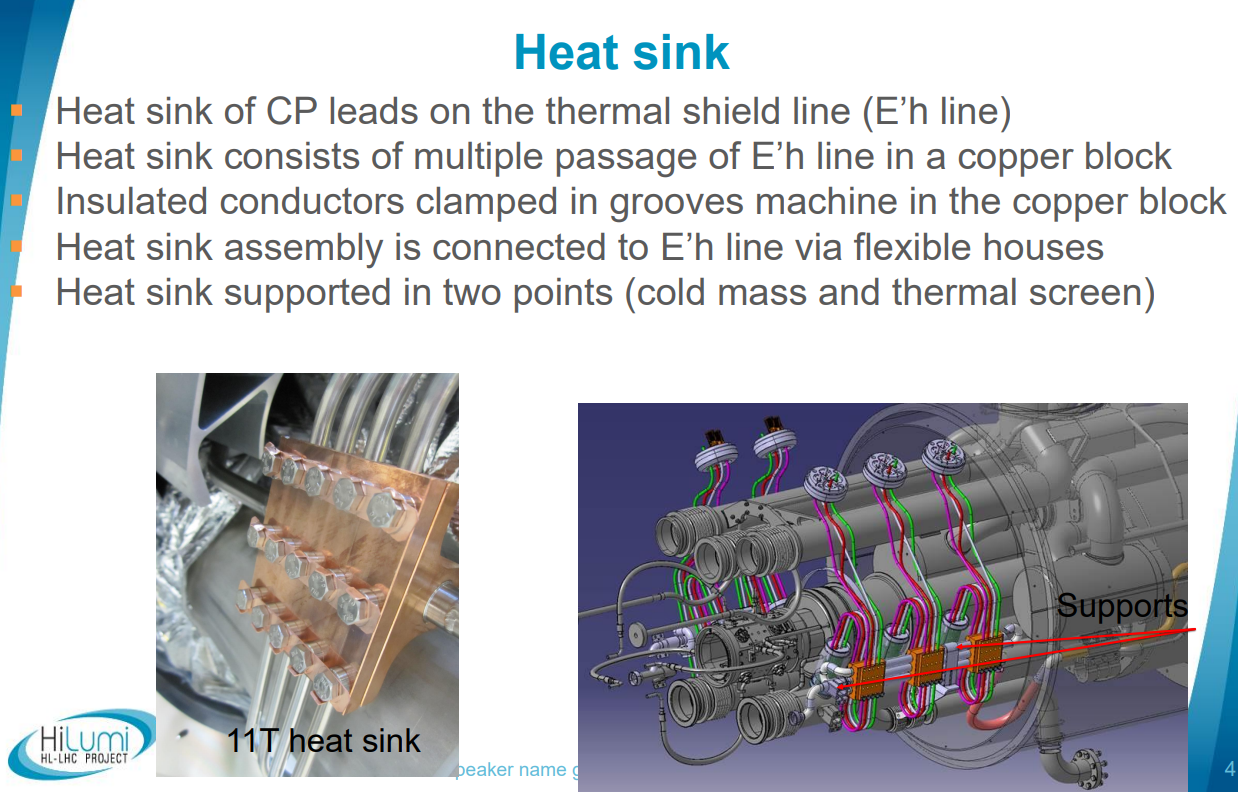 Heat sink
Heat sink of CP leads on the thermal shield line (E’h line)
Heat sink consists of multiple passage of E’h line in a copper block
Insulated conductors clamped in grooves machine in the copper block
Heat sink assembly is connected to E’h line via flexible houses
Heat sink supported in two points (cold mass and thermal screen)
Supports
11T heat sink
HiLumi
HL-LHC PROJECT
peaker name g
4